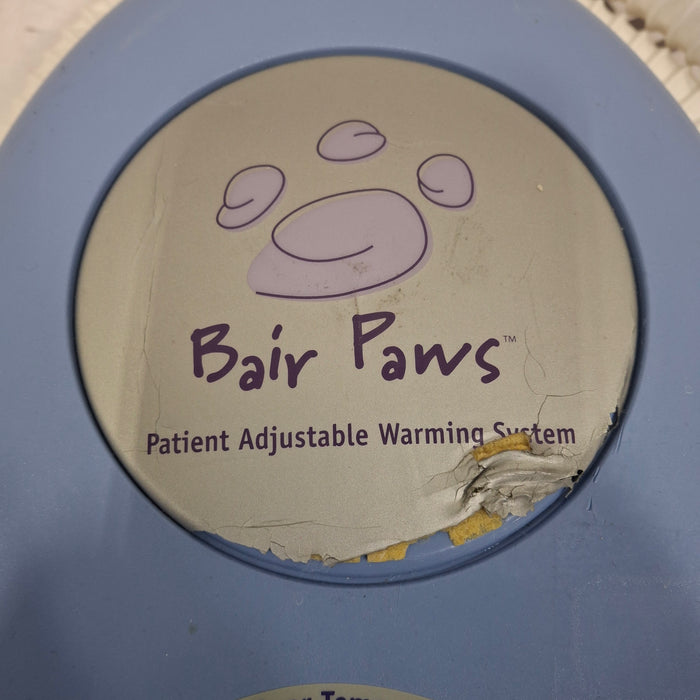 Bair Paws™
Patient Adjustable Warming System